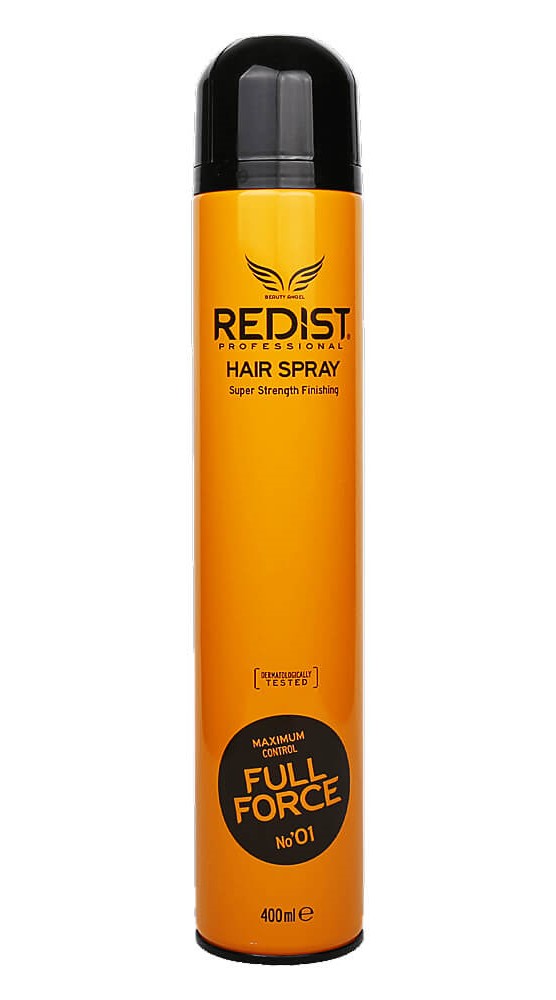 BEAUTY ANGEL
REDIST®
PROFESSIONAL
HAIR SPRAY
Super Strength Finishing
DERMATOLOGICALLY
TESTED
MAXIMUM
CONTROL
FULL
FORCE
No'01
400ml ℮